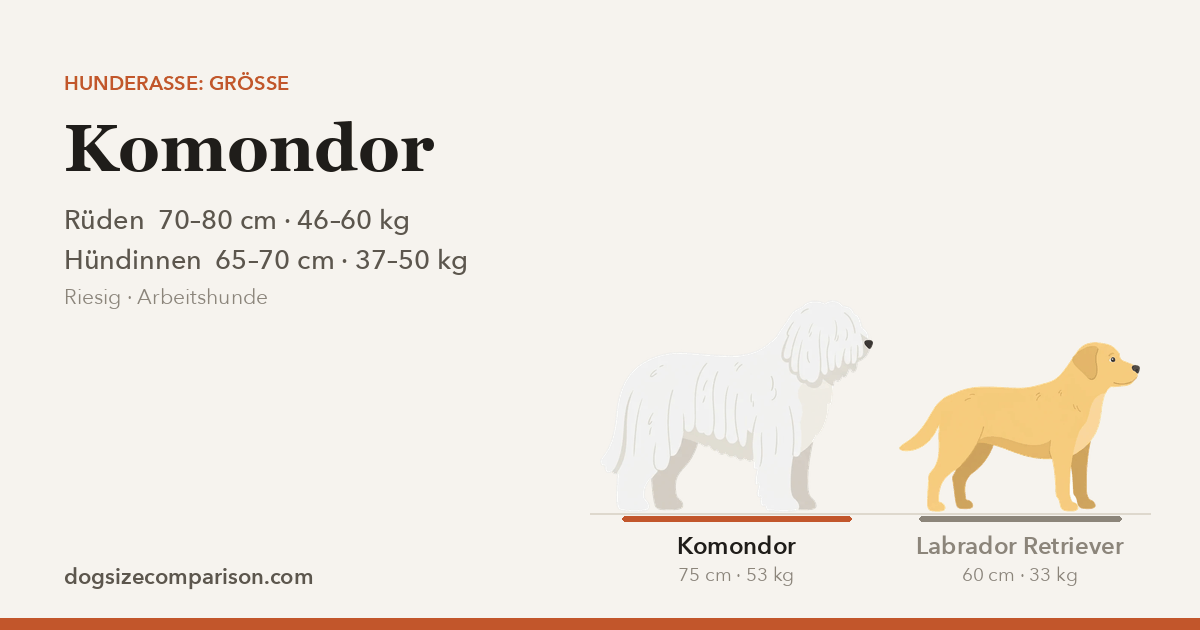 HUNDERASSE: GRÖSSE
Komondor
Rüden 70–80 cm · 46–60 kg
Hündinnen 65–70 cm · 37–50 kg
Riesig · Arbeitshunde
Komondor
75 cm · 53 kg
Labrador Retriever
60 cm · 33 kg
dogsizecomparison.com